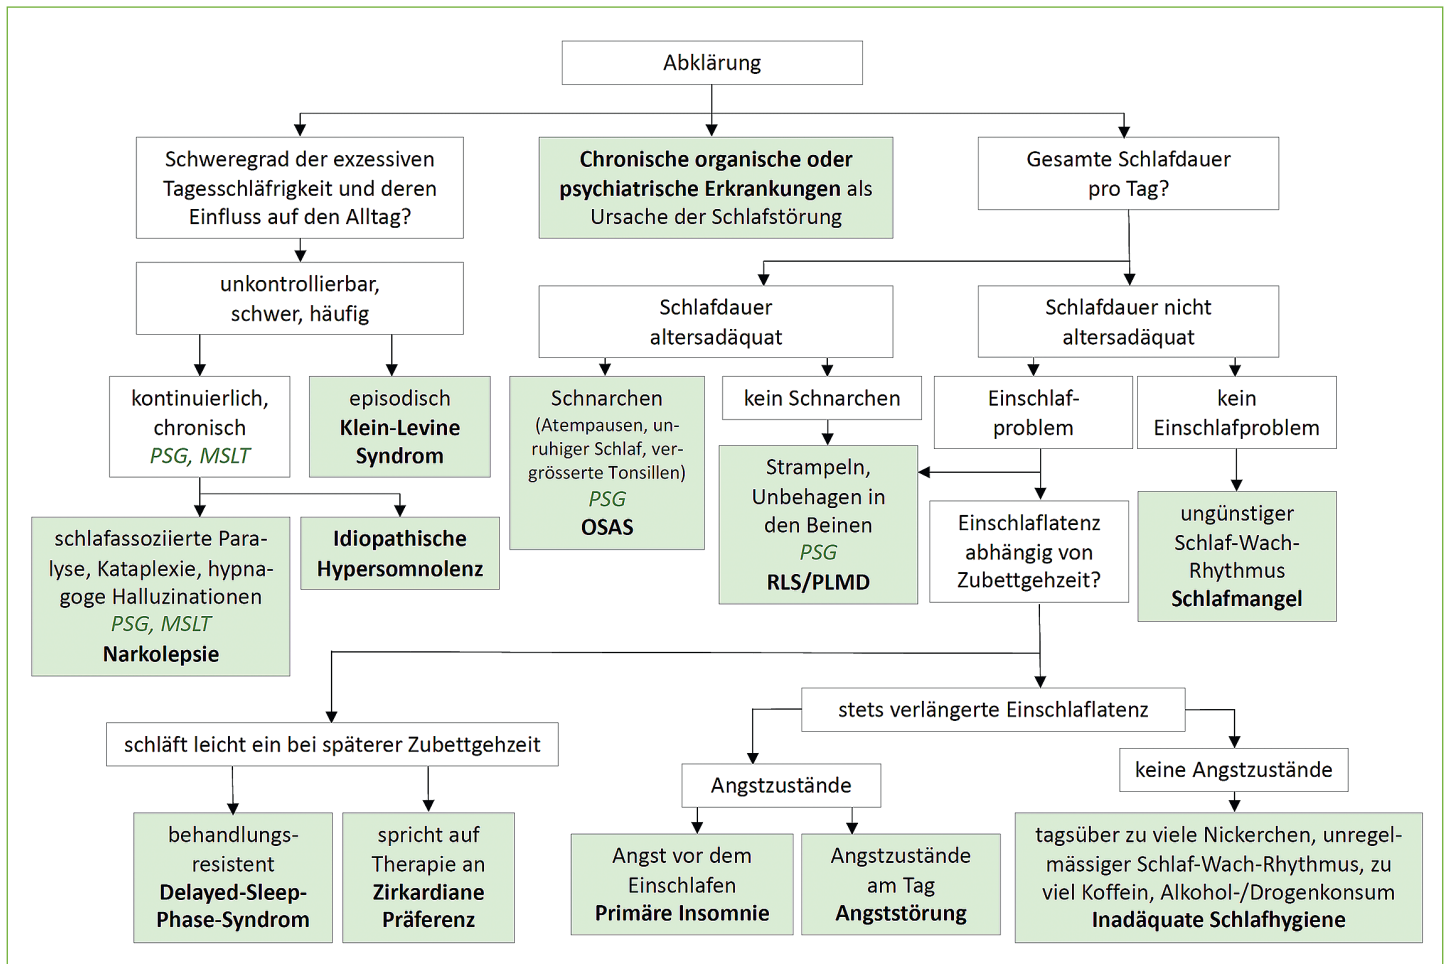 Abklärung
Schweregrad der exzessiven
Tagesschläfrigkeit und deren
Einfluss auf den Alltag?
Chronische organische oder
psychiatrische Erkrankungen als
Ursache der Schlafstörung
Gesamte Schlafdauer
pro Tag?
unkontrollierbar,
schwer, häufig
Schlafdauer
altersadäquat
Schlafdauer nicht
altersadäquat
kontinuierlich,
chronisch
PSG, MSLT
episodisch
Klein-Levine
Syndrom
Schnarchen
(Atempausen, un-
ruhiger Schlaf, ver-
grösserte Tonsillen)
PSG
OSAS
kein Schnarchen
Einschlaf-
problem
kein
Einschlafproblem
Strampeln,
Unbehagen in
den Beinen
PSG
RLS/PLMD
Einschlaflatenz
abhängig von
Zubettgehzeit?
ungünstiger
Schlaf-Wach-
Rhythmus
Schlafmangel
schlafassoziierte Para-
lyse, Kataplexie, hypna-
goge Halluzinationen
PSG, MSLT
Narkolepsie
Idiopathische
Hypersomnolenz
stets verlängerte Einschlaflatenz
schläft leicht ein bei späterer Zubettgehzeit
Angstzustände
keine Angstzustände
behandlungs-
resistent
Delayed-Sleep-
Phase-Syndrom
spricht auf
Therapie an
Zirkardiane
Präferenz
Angst vor dem
Einschlafen
Primäre Insomnie
Angstzustände
am Tag
Angststörung
tagsüber zu viele Nickerchen, unregel-
mässiger Schlaf-Wach-Rhythmus, zu
viel Koffein, Alkohol-/Drogenkonsum
Inadäquate Schlafhygiene